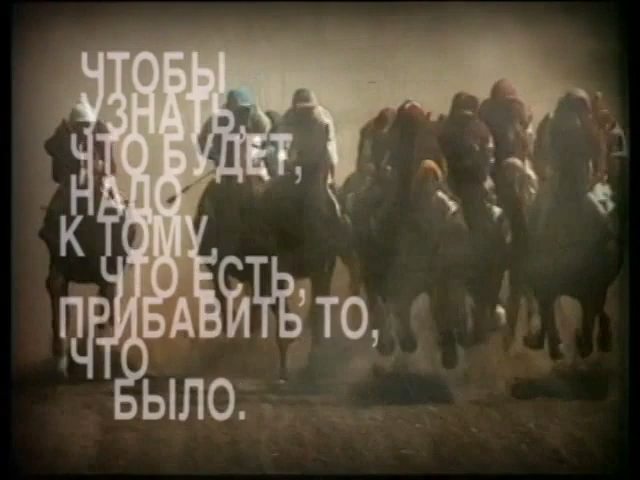 ЧТОБЫ
УЗНАТЬ,
ЧТО БУДЕТ,
НАДО
К ТОМУ,
ЧТО ЕСТЬ,
ПРИБАВИТЬ ТО,
ЧТО
БЫЛО.